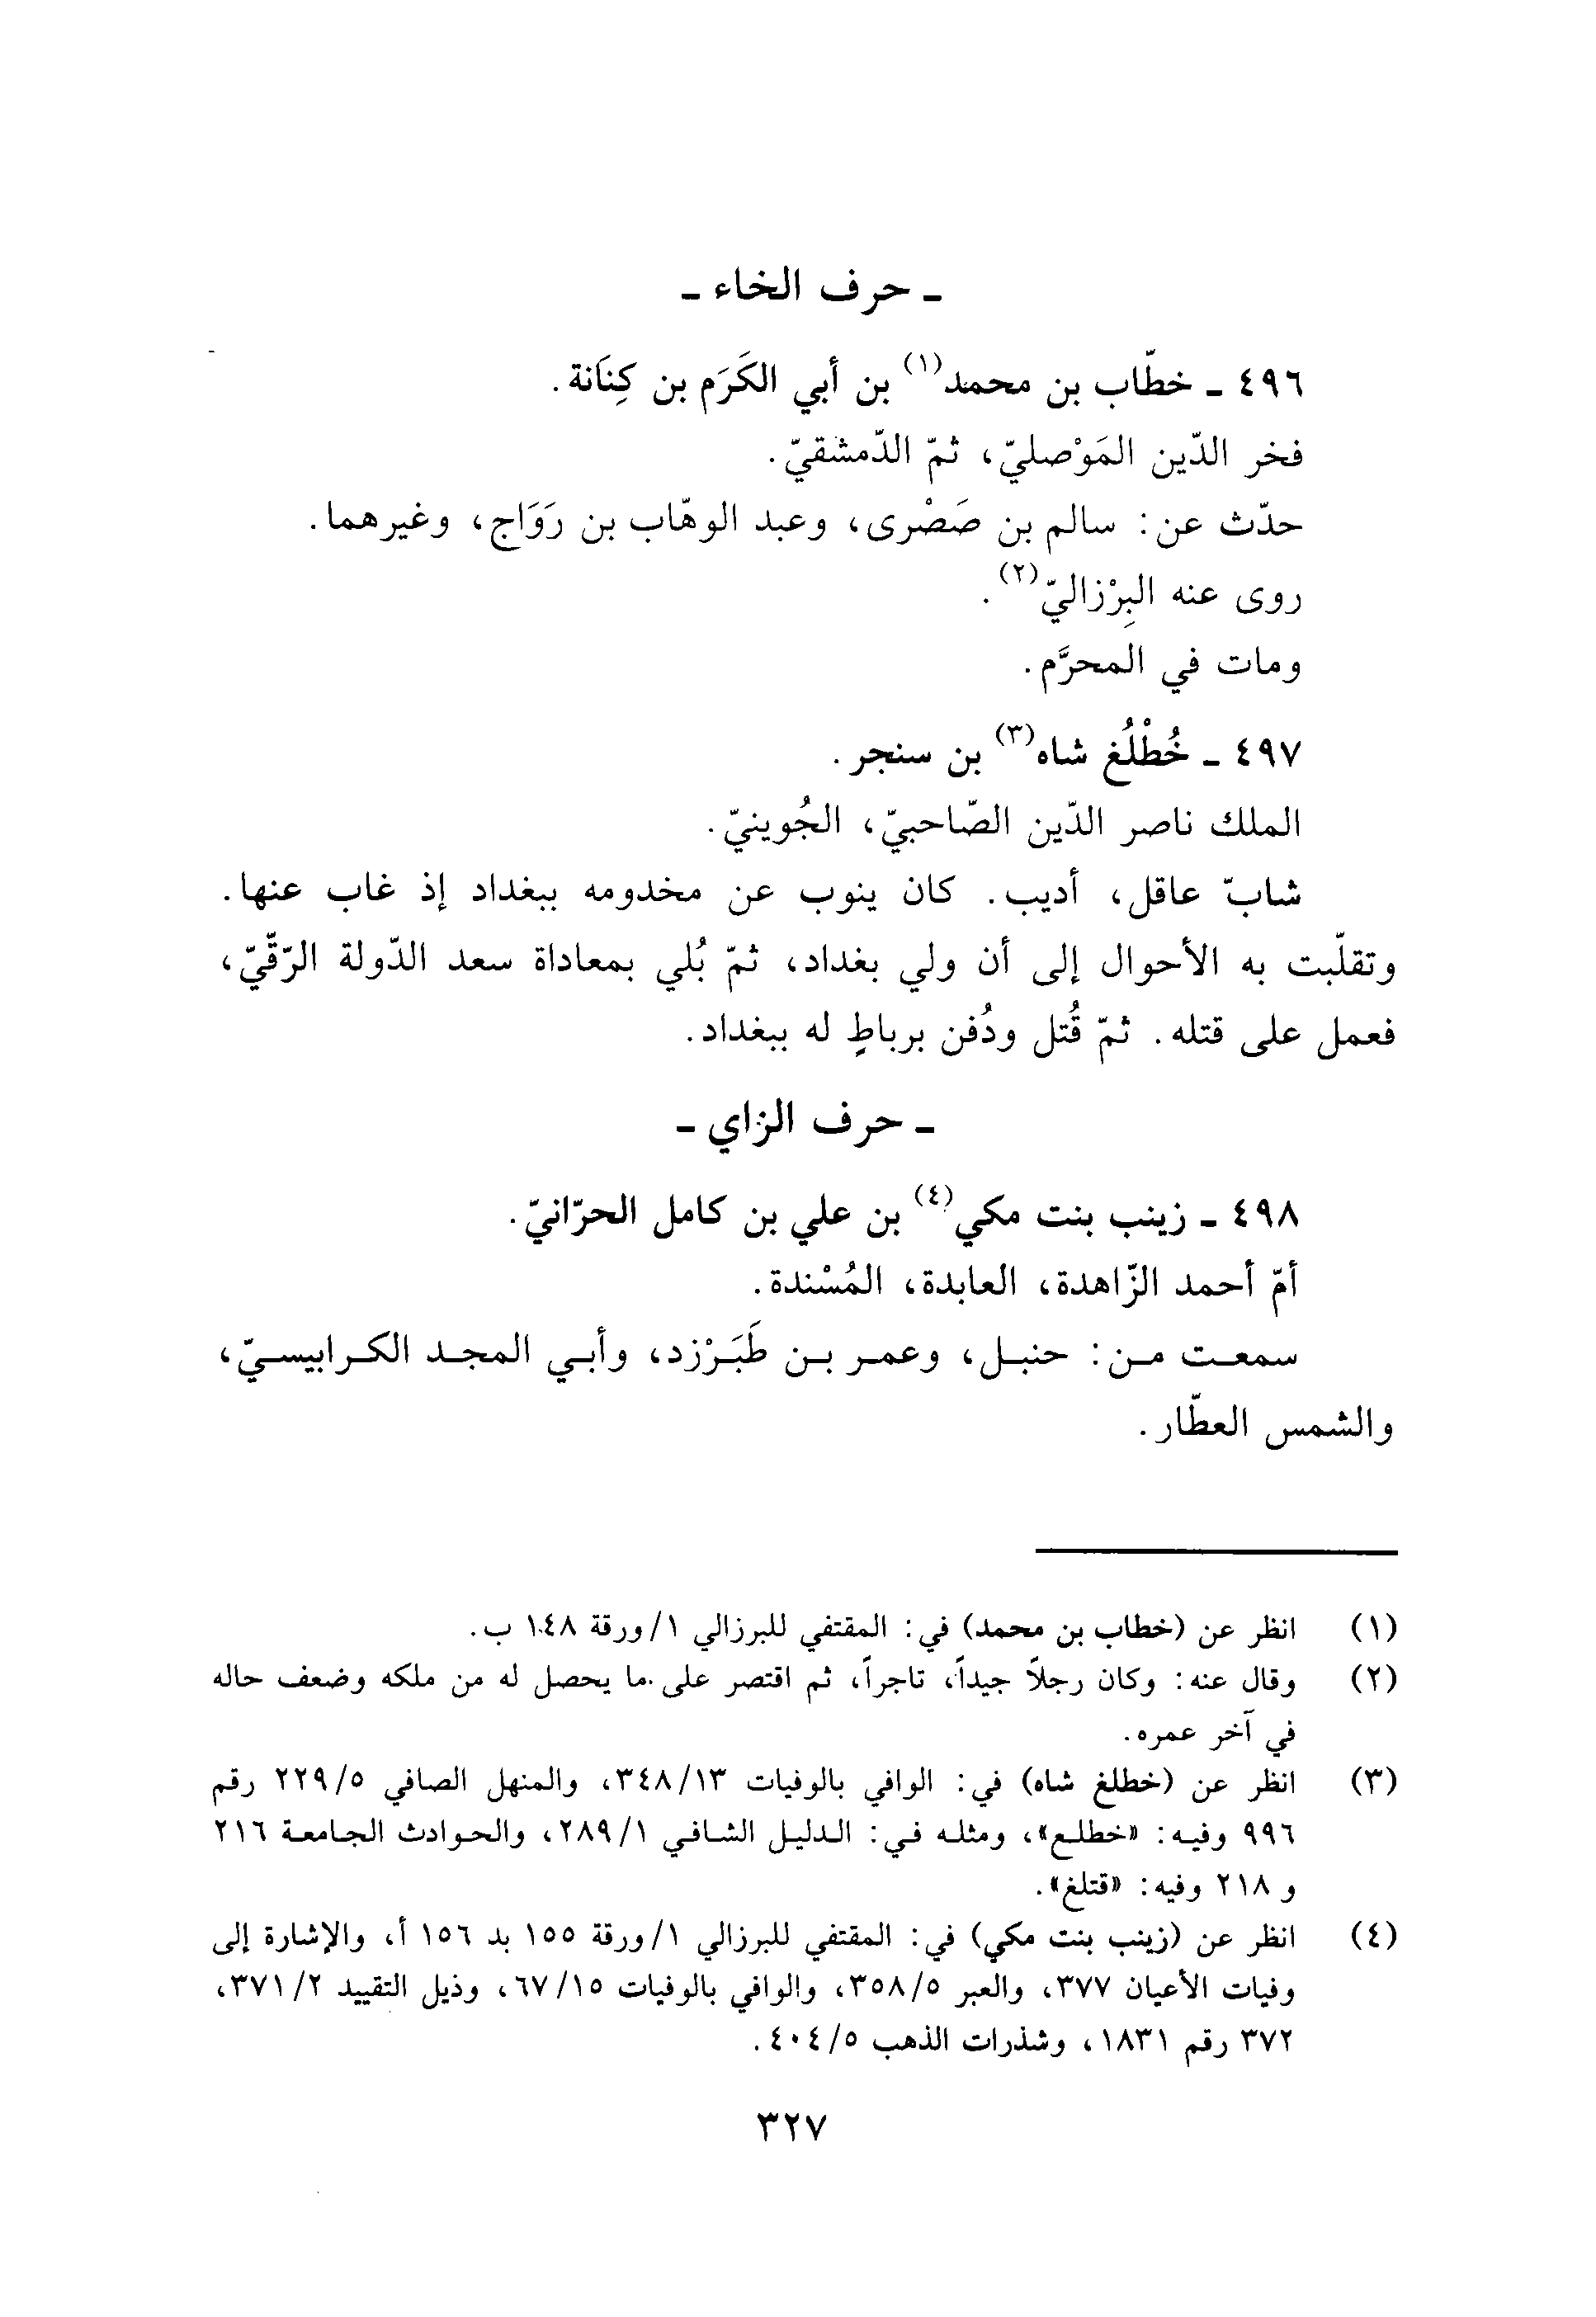 - حرف الخاء -
٤٩٦ - خطّاب بن محمد(١) بن أبي الكَرَم بن كِنَانة.
فخر الدّين المَوْصليّ، ثمّ الدّمشقيّ.
حدّث عن: سالم بن صَصْرى، وعبد الوهّاب بن رَوَاج، وغيرهما.
روى عنه البِرْزاليّ(٢).
ومات في المحرَّم.
٤٩٧ - خُطْلُغ شاه(٣) بن سنجر.
الملك ناصر الدّين الصّاحبيّ، الجُوينيّ.
شابّ عاقل، أديب. كان ينوب عن مخدومه ببغداد إذ غاب عنها.
وتقلّبت به الأحوال إلى أن ولي بغداد، ثمّ بُلي بمعاداة سعد الدّولة الرّقّيّ،
فعمل على قتله. ثمّ قُتل ودُفن برباطٍ له ببغداد.
- حرف الزاي -
٤٩٨ - زينب بنت مكي(٤) بن علي بن كامل الحرّانيّ.
أمّ أحمد الزّاهدة، العابدة، المُسْندة.
سمعت من: حنبل، وعمر بن طَبَرْزد، وأبي المجد الكرابيسيّ،
والشمس العطّار.
(١) انظر عن (خطاب بن محمد) في: المقتفي للبرزالي ١/ورقة ١٤٨ ب.
(٢) وقال عنه: وكان رجلاً جيداً، تاجراً، ثم اقتصر على ما يحصل له من ملكه وضعف حاله
في آخر عمره.
(٣) انظر عن (خطلغ شاه) في: الوافي بالوفيات ٣٤٨/١٣، والمنهل الصافي ٢٢٩/٥ رقم
٩٩٦ وفيه: «خطلع»، ومثله في: الدليل الشافي ٢٨٩/١، والحوادث الجامعة ٢١٦
و ٢١٨ وفيه: «قتلغ».
(٤) انظر عن (زينب بنت مكي) في: المقتفي للبرزالي ١/ورقة ١٥٥ بد ١٥٦ أ، والإشارة إلى
وفيات الأعيان ٣٧٧، والعبر ٣٥٨/٥، والوافي بالوفيات ٦٧/١٥، وذيل التقييد ٣٧١/٢،
٣٧٢ رقم ١٨٣١، وشذرات الذهب ٤٠٤/٥.
٣٢٧